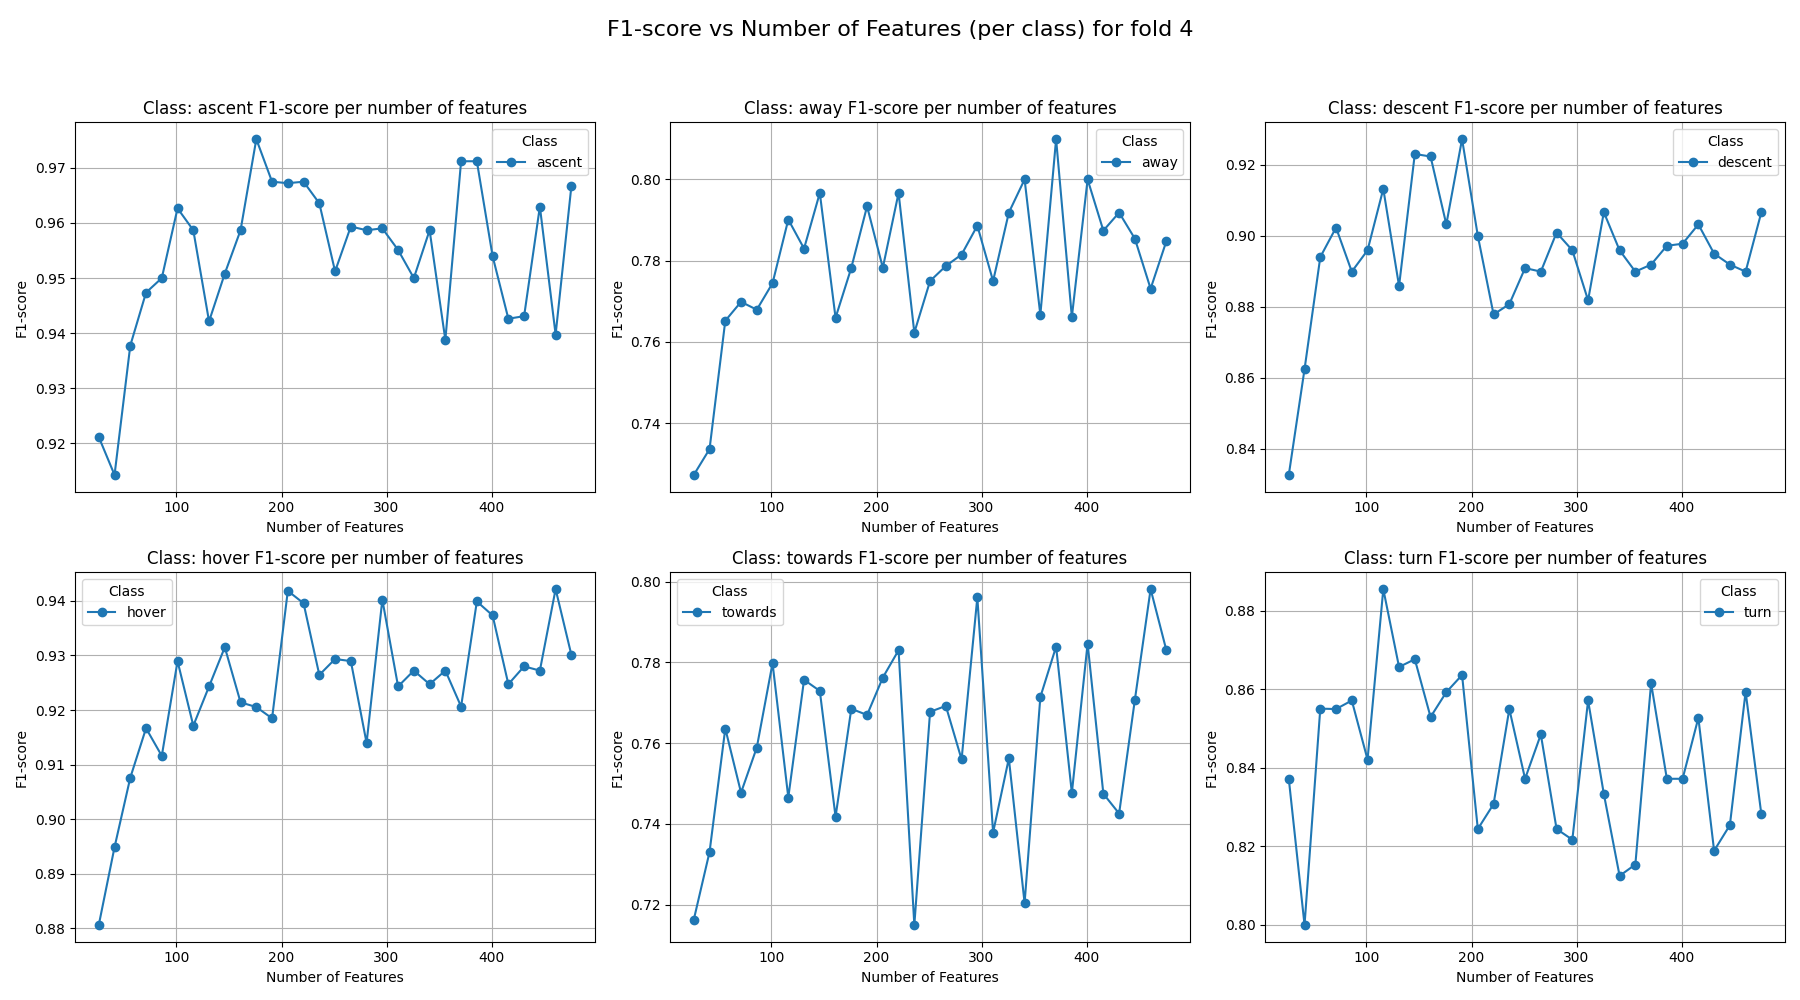 F1-score vs Number of Features (per class) for fold 4
Class: ascent F1-score per number of features
Class
ascent
0.97
0.96
0.95
0.94
0.93
0.92
F1-score
100 200 300 400
Number of Features
Class: away F1-score per number of features
Class
away
0.80
0.78
0.76
0.74
F1-score
100 200 300 400
Number of Features
Class: descent F1-score per number of features
Class
descent
0.92
0.90
0.88
0.86
0.84
F1-score
100 200 300 400
Number of Features
Class: hover F1-score per number of features
Class
hover
0.94
0.93
0.92
0.91
0.90
0.89
0.88
F1-score
100 200 300 400
Number of Features
Class: towards F1-score per number of features
Class
towards
0.80
0.78
0.76
0.74
0.72
F1-score
100 200 300 400
Number of Features
Class: turn F1-score per number of features
Class
turn
0.88
0.86
0.84
0.82
0.80
F1-score
100 200 300 400
Number of Features